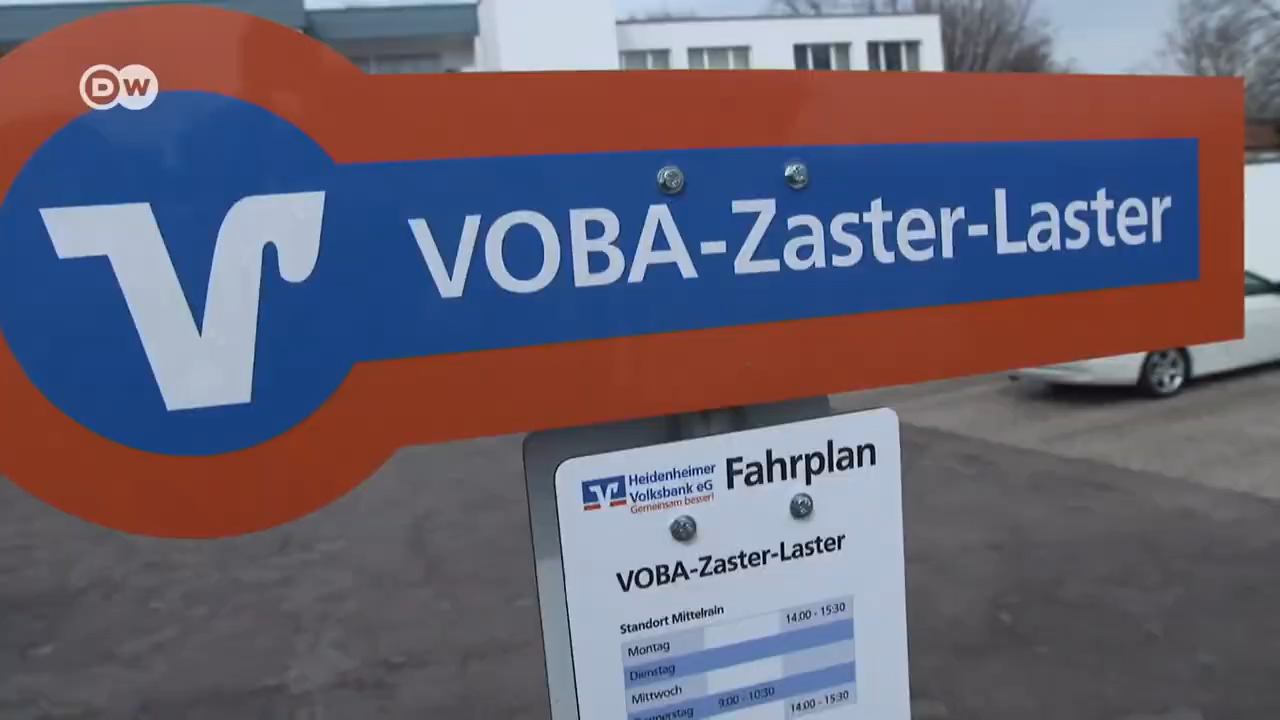 DW
VOBA-Zaster-Laster
Heidenheimer
Volksbank eG
Gemeinsam besser!
Fahrplan
VOBA-Zaster-Laster
Standort Mittelrain
Montag 14.00 - 15:30
Dienstag
Mittwoch
Donnerstag 9:00 - 10:30 14.00 - 15:30